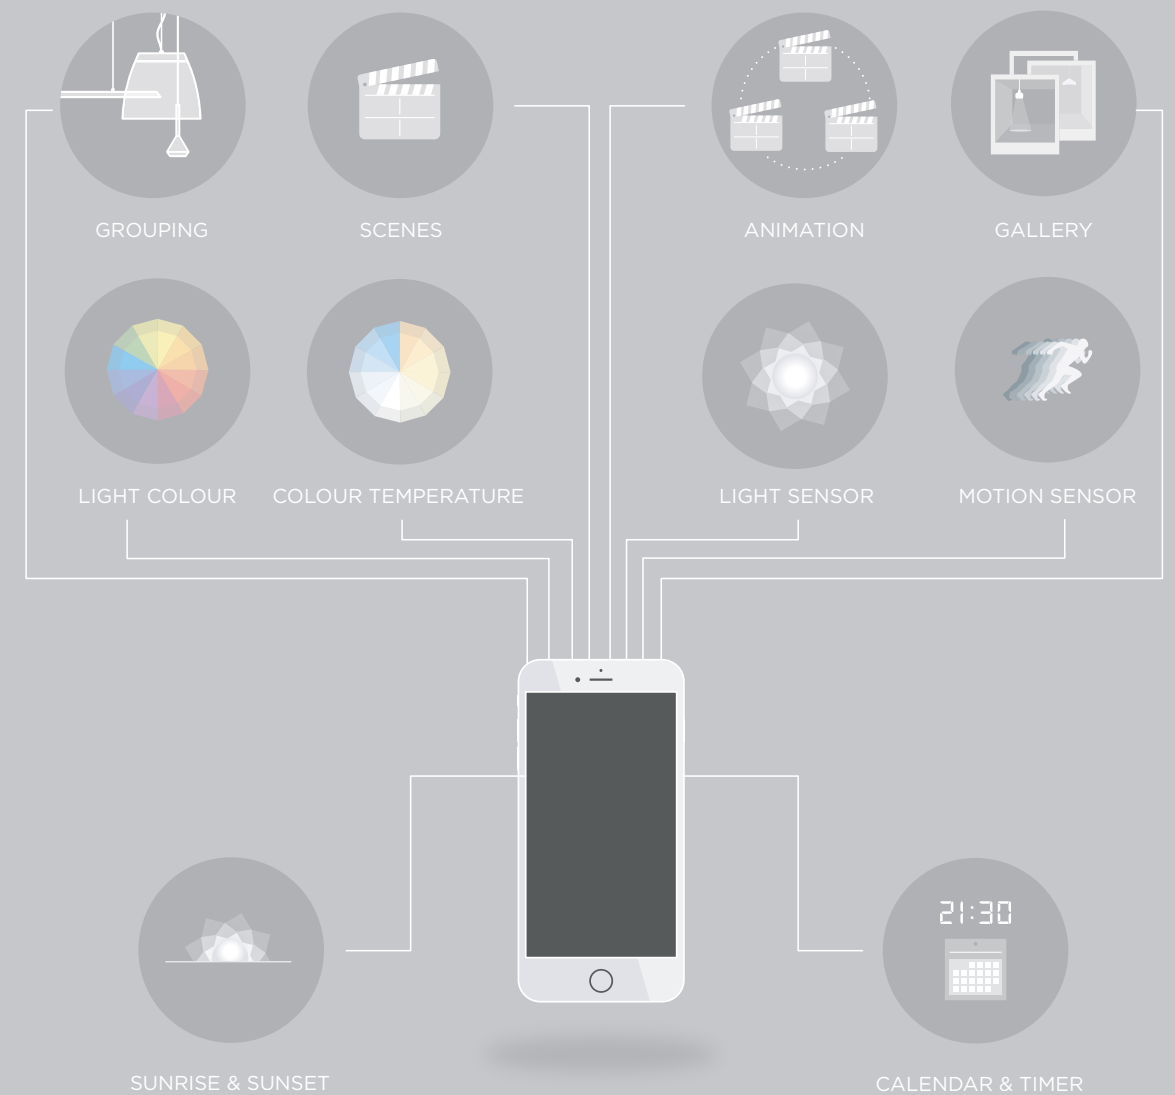 GROUPING
SCENES
ANIMATION
GALLERY
LIGHT COLOUR
COLOUR TEMPERATURE
LIGHT SENSOR
MOTION SENSOR
21:30
SUNRISE & SUNSET
CALENDAR & TIMER